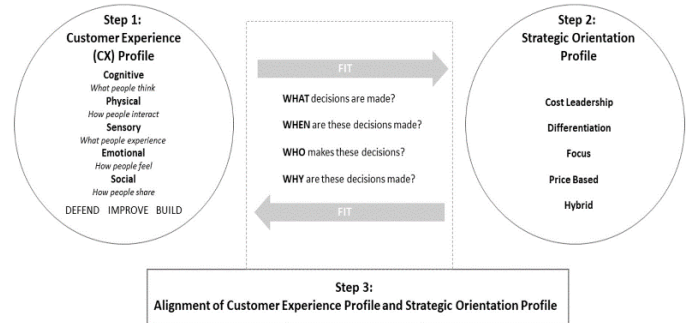 Step 1:
Customer Experience
(CX) Profile
Cognitive
What people think
Physical
How people interact
Sensory
What people experience
Emotional
How people feel
Social
How people share
DEFEND IMPROVE BUILD
FIT
WHAT decisions are made?
WHEN are these decisions made?
WHO makes these decisions?
WHY are these decisions made?
FIT
Step 2:
Strategic Orientation
Profile
Cost Leadership
Differentiation
Focus
Price Based
Hybrid
Step 3:
Alignment of Customer Experience Profile and Strategic Orientation Profile